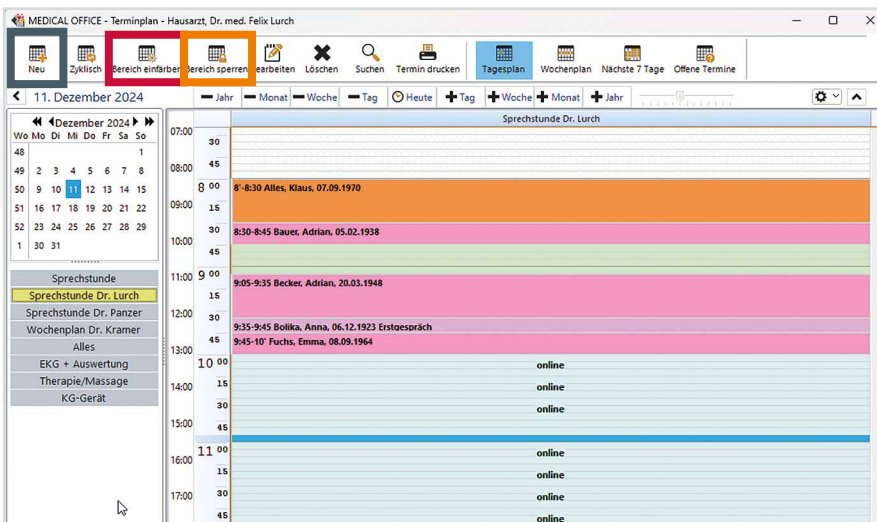 MEDICAL OFFICE - Terminplan - Hausarzt, Dr. med. Felix Lurch
Neu Zyklisch Bereich einfärben Bereich sperren earbeiten Löschen Suchen Termin drucken Tagesplan Wochenplan Nächste 7 Tage Offene Termine
11. Dezember 2024 Jahr Monat Woche Tag Heute Tag Woche Monat Jahr
Dezember 2024
Wo Mo Di Mi Do Fr Sa So
48 1
49 2 3 4 5 6 7 8
50 9 10 11 12 13 14 15
51 16 17 18 19 20 21 22
52 23 24 25 26 27 28 29
1 30 31
Sprechstunde
Sprechstunde Dr. Lurch
Sprechstunde Dr. Panzer
Wochenplan Dr. Kramer
Alles
EKG + Auswertung
Therapie/Massage
KG-Gerät
07:00
08:00
09:00
10:00
11:00
12:00
13:00
14:00
15:00
16:00
17:00
Sprechstunde Dr. Lurch
30
45
8 00 8'-8:30 Alles, Klaus, 07.09.1970
15
30 8:30-8:45 Bauer, Adrian, 05.02.1938
45
9 00 9:05-9:35 Becker, Adrian, 20.03.1948
15
30
9:35-9:45 Bolika, Anna, 06.12.1923 Erstgespräch
45 9:45-10' Fuchs, Emma, 08.09.1964
10 00 online
15 online
30 online
45
11 00 online
15 online
30 online
45 online